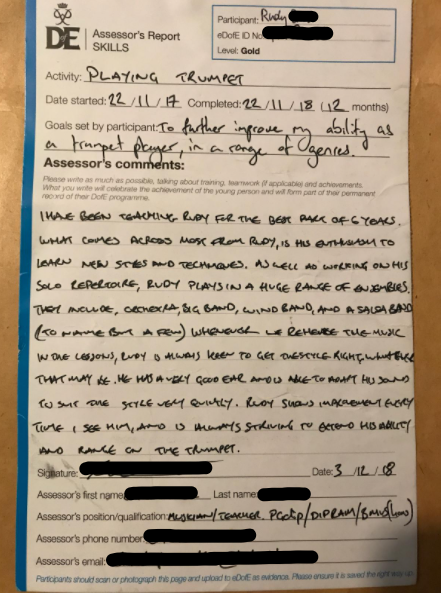 DofE
Assessor's Report
SKILLS
Participant: Rudy
eDofE ID No
Level: Gold
Activity: PLAYING TRUMPET
Date started: 22 / 11 / 17 Completed: 22 / 11 / 18 (12 months)
Goals set by participant: To further improve my ability as
a trumpet player, in a range of genres.
Assessor's comments:
Please write as much as possible, talking about training, teamwork (if applicable) and achievements.
What you write will celebrate the achievement of the young person and will form part of their permanent
record of their DofE programme.
I HAVE BEEN TEACHING RUDY FOR THE BEST PART OF 6 YEARS.
WHAT COMES ACROSS MOST FROM RUDY, IS HIS ENTHUSIASM TO
LEARN NEW STYLES AND TECHNIQUES. AS WELL AS WORKING ON HIS
SOLO REPERTOIRE, RUDY PLAYS IN A HUGE RANGE OF ENSEMBLES.
THEY INCLUDE, ORCHESTRA, BIG BAND, WIND BAND, AND A SALSA BAND
(TO NAME BUT A FEW) WHENEVER WE REHEARSE THE MUSIC
IN THE LESSONS, RUDY IS ALWAYS KEEN TO GET THE STYLE RIGHT, WHATEVER
THAT MAY BE. HE HAS A VERY GOOD EAR AND IS ABLE TO ADAPT HIS SOUND
TO SUIT THE STYLE VERY QUICKLY. RUDY SHOWS IMPROVEMENT EVERY
TIME I SEE HIM, AND IS ALWAYS STRIVING TO EXTEND HIS ABILITY
AND RANGE ON THE TRUMPET.
Signature: Date: 3 / 12 / 18
Assessor's first name: Last name:
Assessor's position/qualification: MUSICIAN/TEACHER. /DIPRAM/BMUS(HONS)
Assessor's phone number
Assessor's email:
Participants should scan or photograph this page and upload to eDofE as evidence. Please ensure it is saved the right way up.